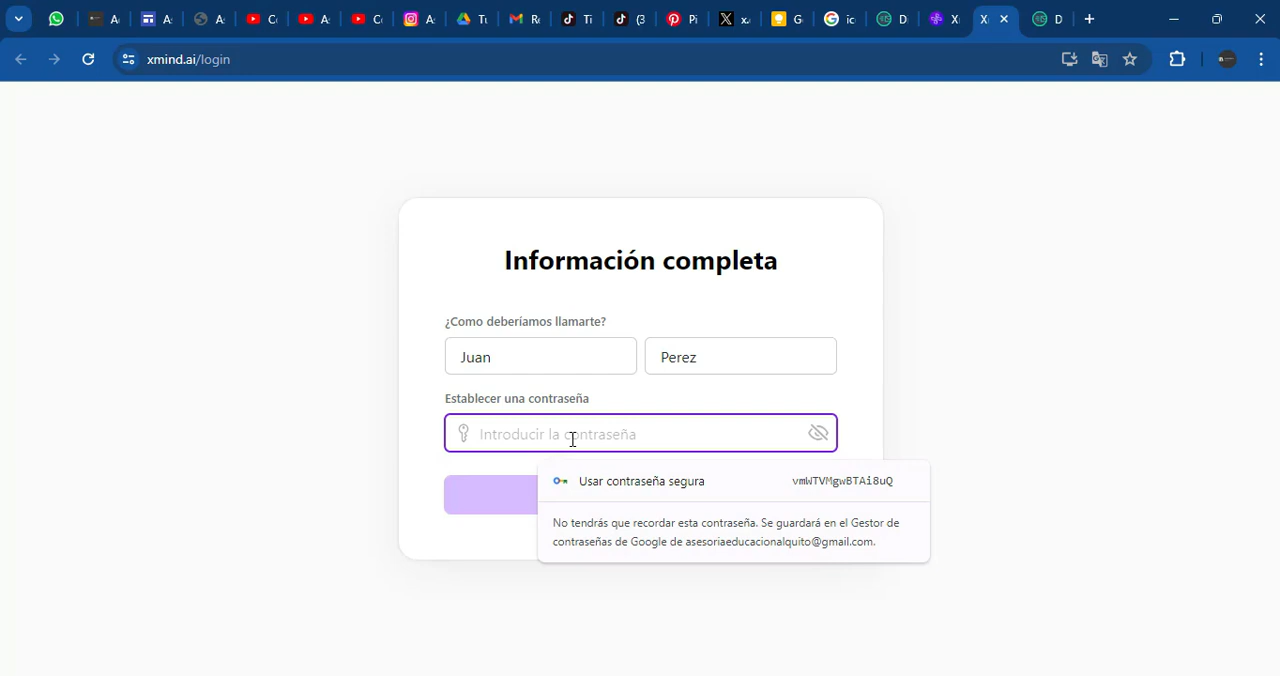 xmind.ai/login
Información completa
¿Como deberíamos llamarte?
Juan Perez
Establecer una contraseña
Introducir la contraseña
Usar contraseña segura vmWTVMgwBTAi8uQ
No tendrás que recordar esta contraseña. Se guardará en el Gestor de
contraseñas de Google de asesoriaeducacionalquito@gmail.com.